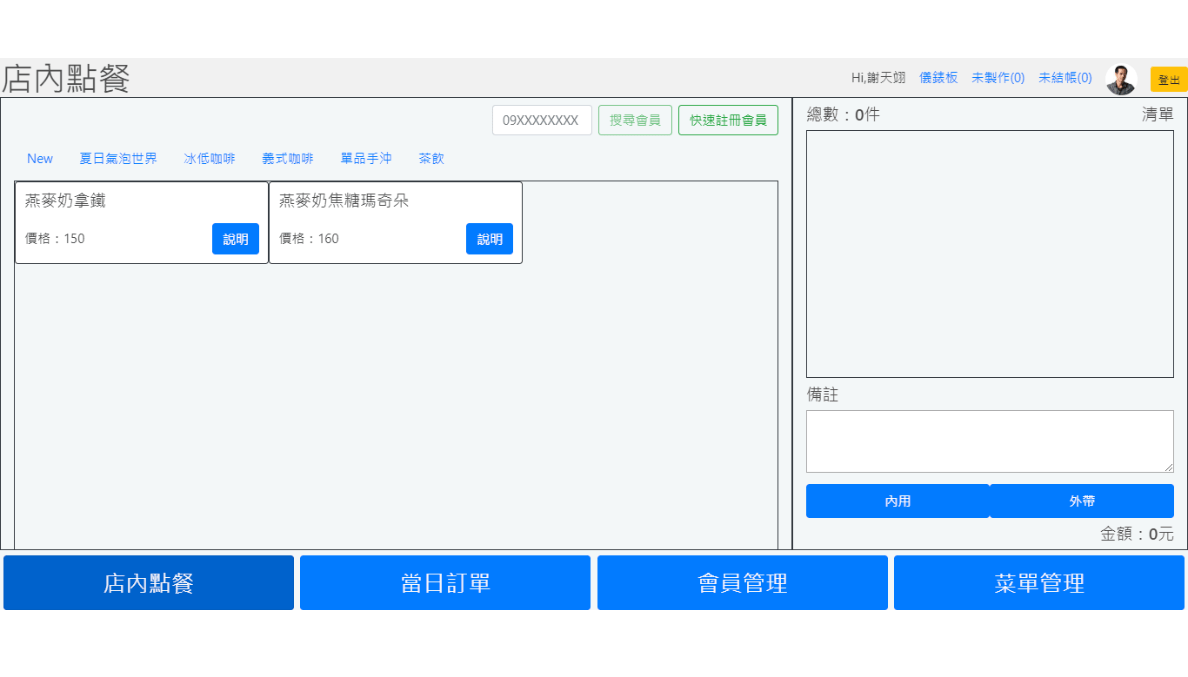 店內點餐
Hi,謝天翊 儀錶板 未製作(0) 未結帳(0) 登出
09XXXXXXXX 搜尋會員 快速註冊會員
New 夏日氣泡世界 冰低咖啡 義式咖啡 單品手沖 茶飲
燕麥奶拿鐵
價格：150 說明
燕麥奶焦糖瑪奇朵
價格：160 說明
總數：0件 清單
備註
內用 外帶
金額：0元
店內點餐 當日訂單 會員管理 菜單管理